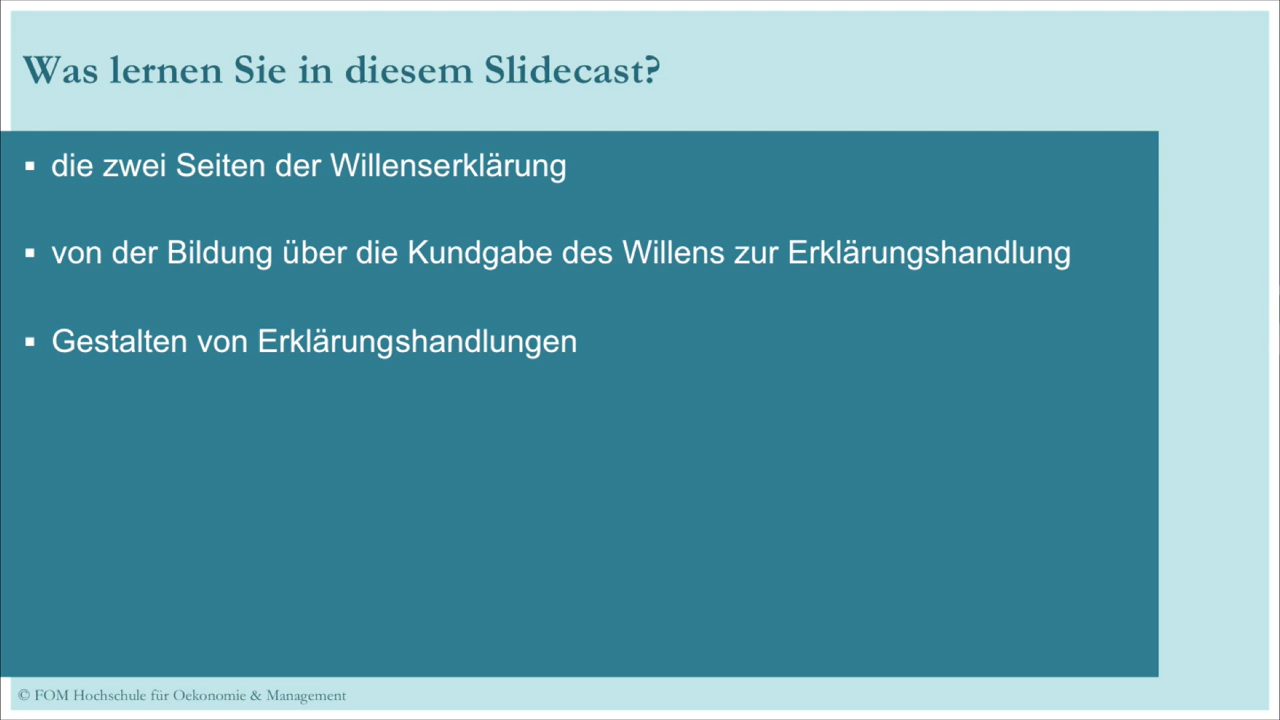 Was lernen Sie in diesem Slidecast?
▪ die zwei Seiten der Willenserklärung
▪ von der Bildung über die Kundgabe des Willens zur Erklärungshandlung
▪ Gestalten von Erklärungshandlungen
© FOM Hochschule für Oekonomie & Management